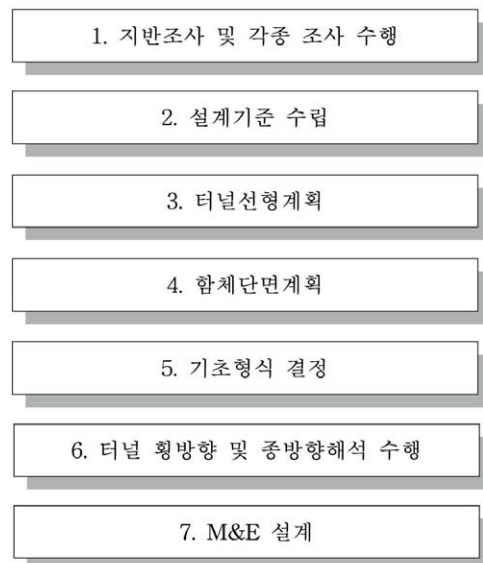 1. 지반조사 및 각종 조사 수행
2. 설계기준 수립
3. 터널선형계획
4. 함체단면계획
5. 기초형식 결정
6. 터널 횡방향 및 종방향해석 수행
7. M&E 설계